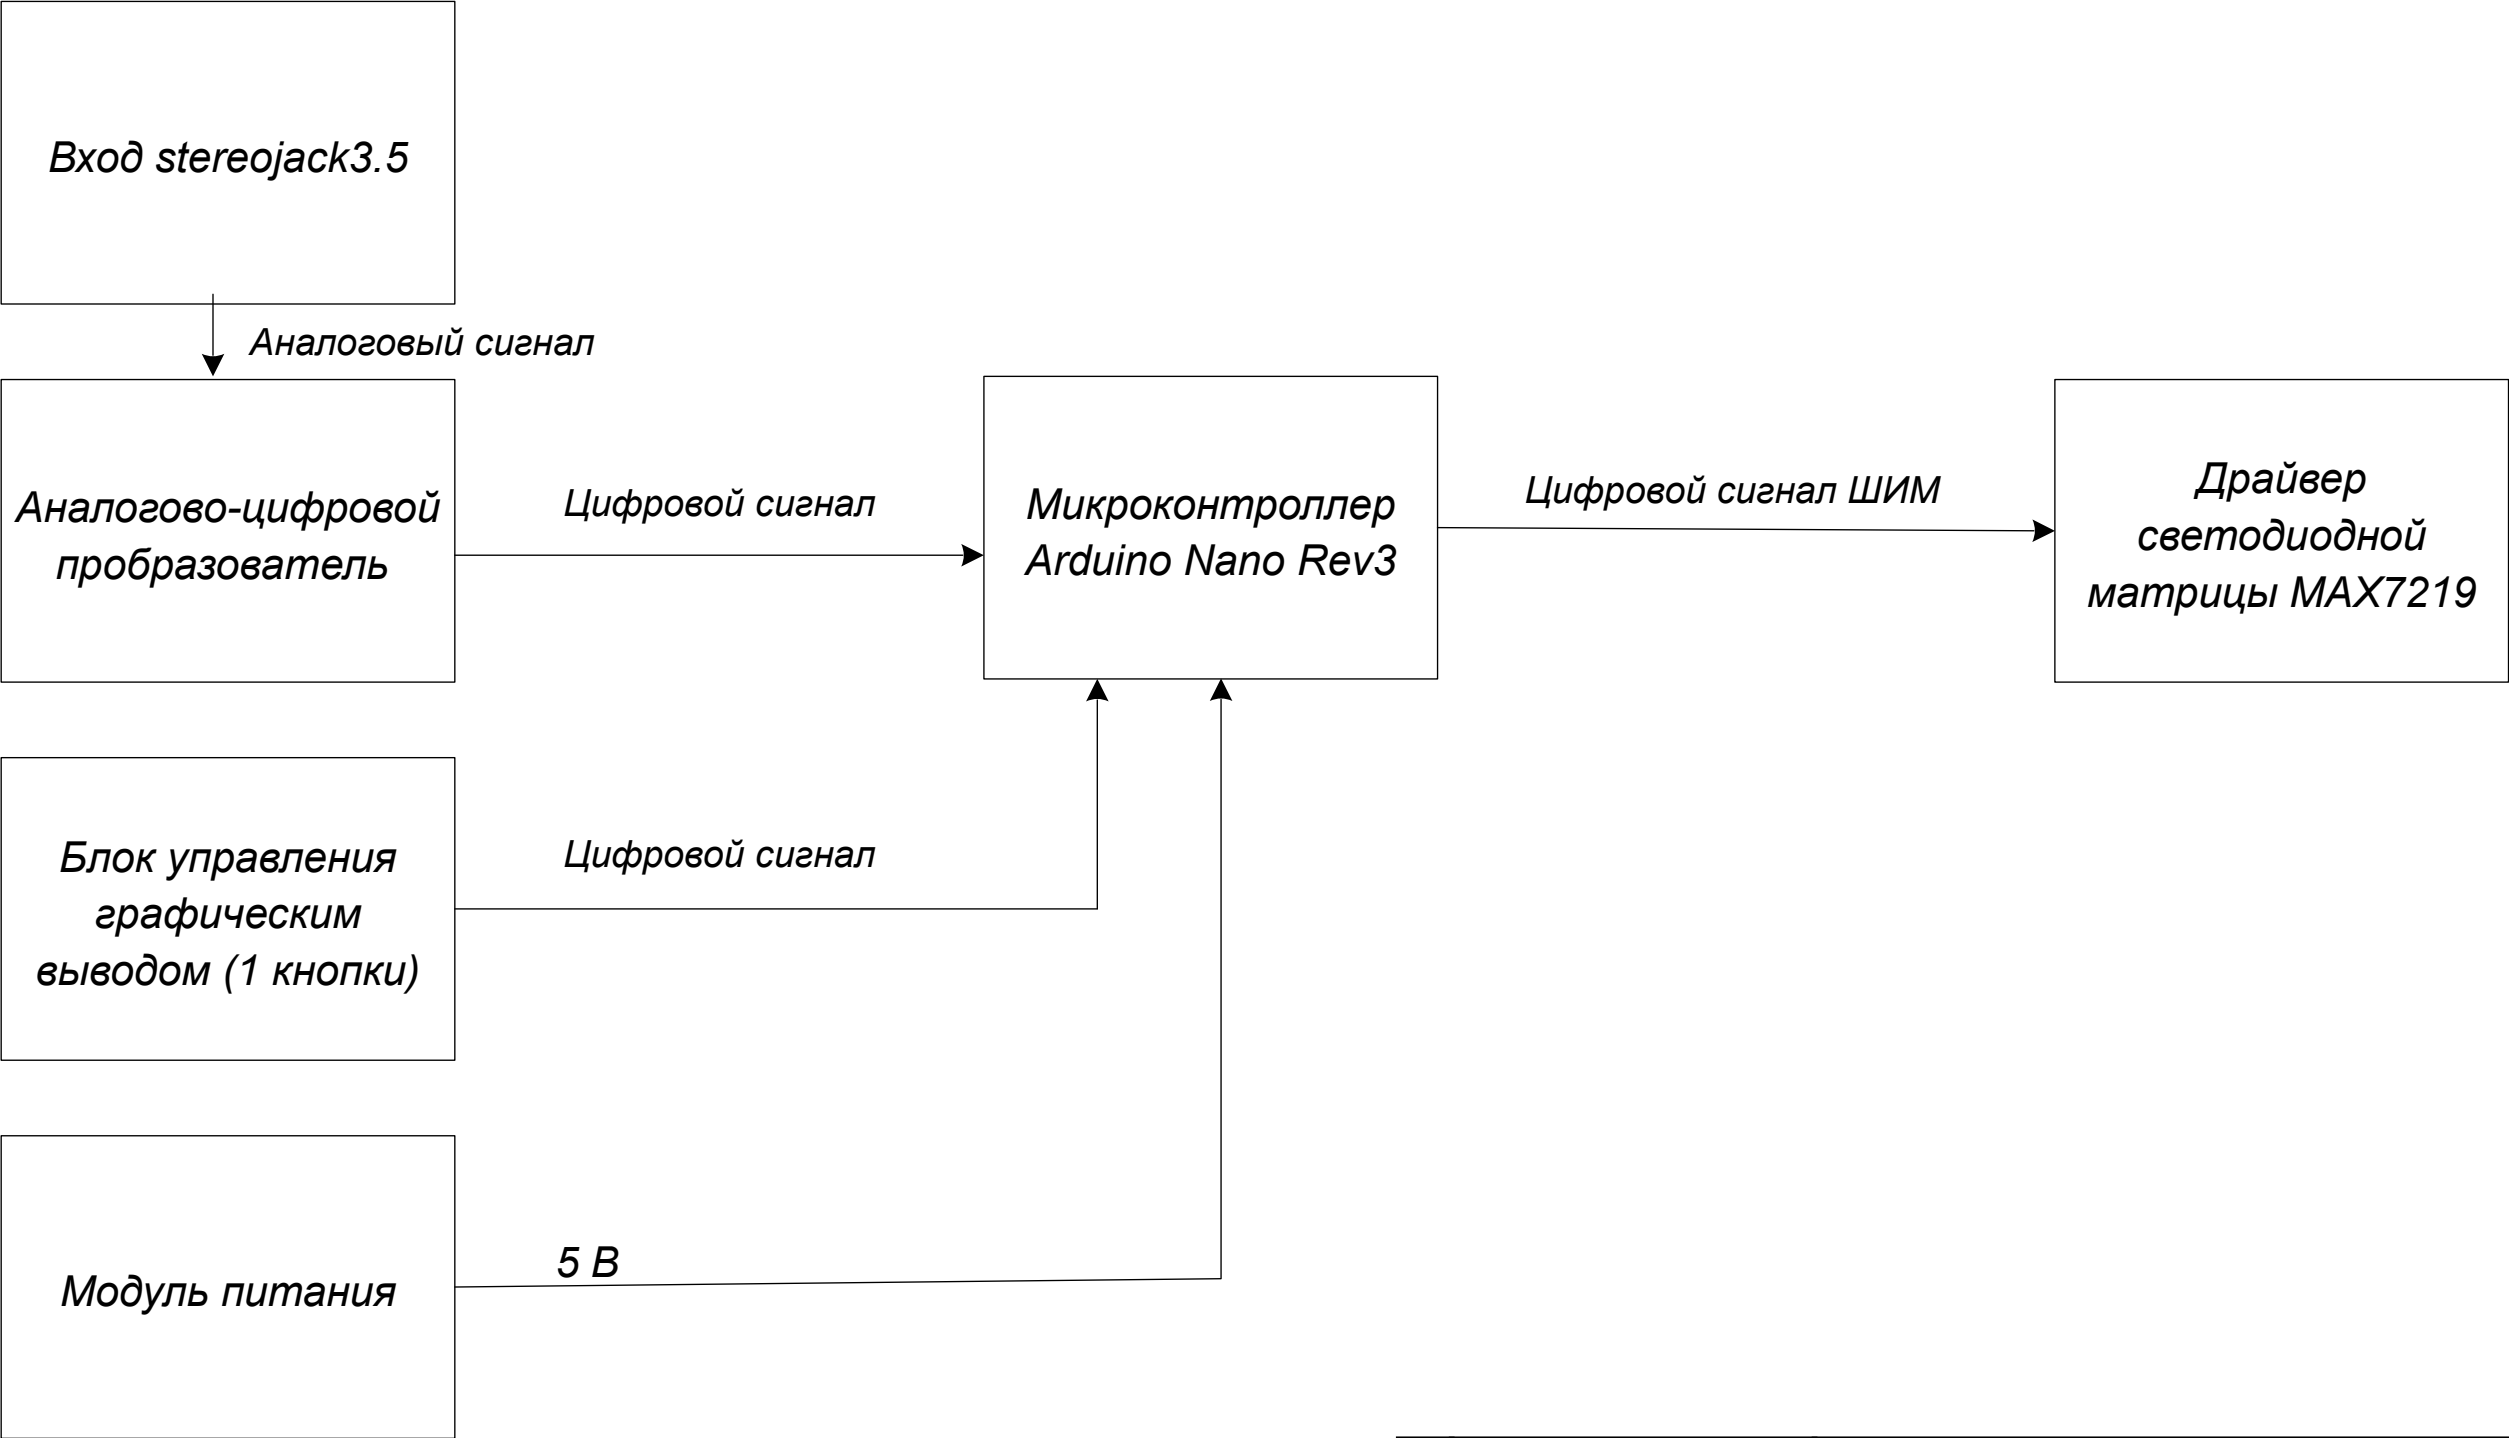 Вход stereojack3.5
Аналоговый сигнал
Аналогово-цифровой
пробразователь
Цифровой сигнал
Микроконтроллер
Arduino Nano Rev3
Цифровой сигнал ШИМ
Драйвер
светодиодной
матрицы MAX7219
Блок управления
графическим
выводом (1 кнопки)
Цифровой сигнал
Модуль питания
5 В